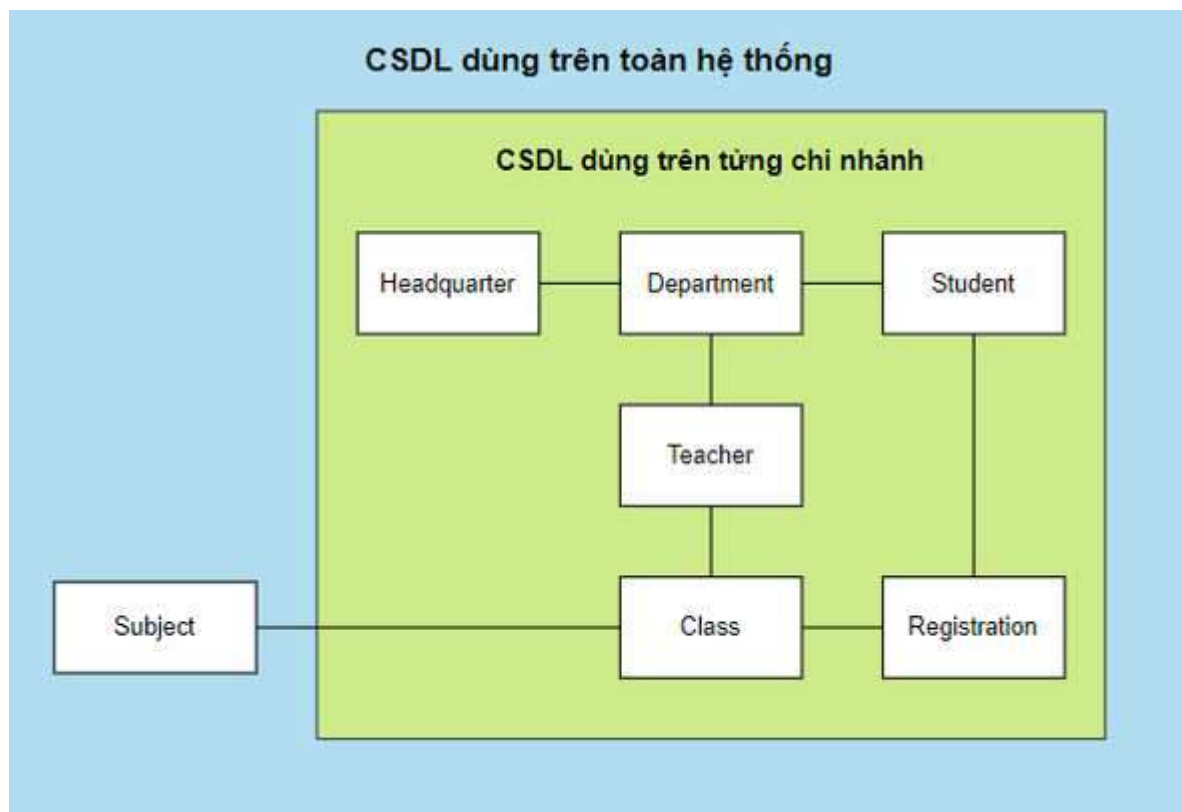 CSDL dùng trên toàn hệ thống
CSDL dùng trên từng chi nhánh
Headquarter
Department
Student
Teacher
Subject
Class
Registration